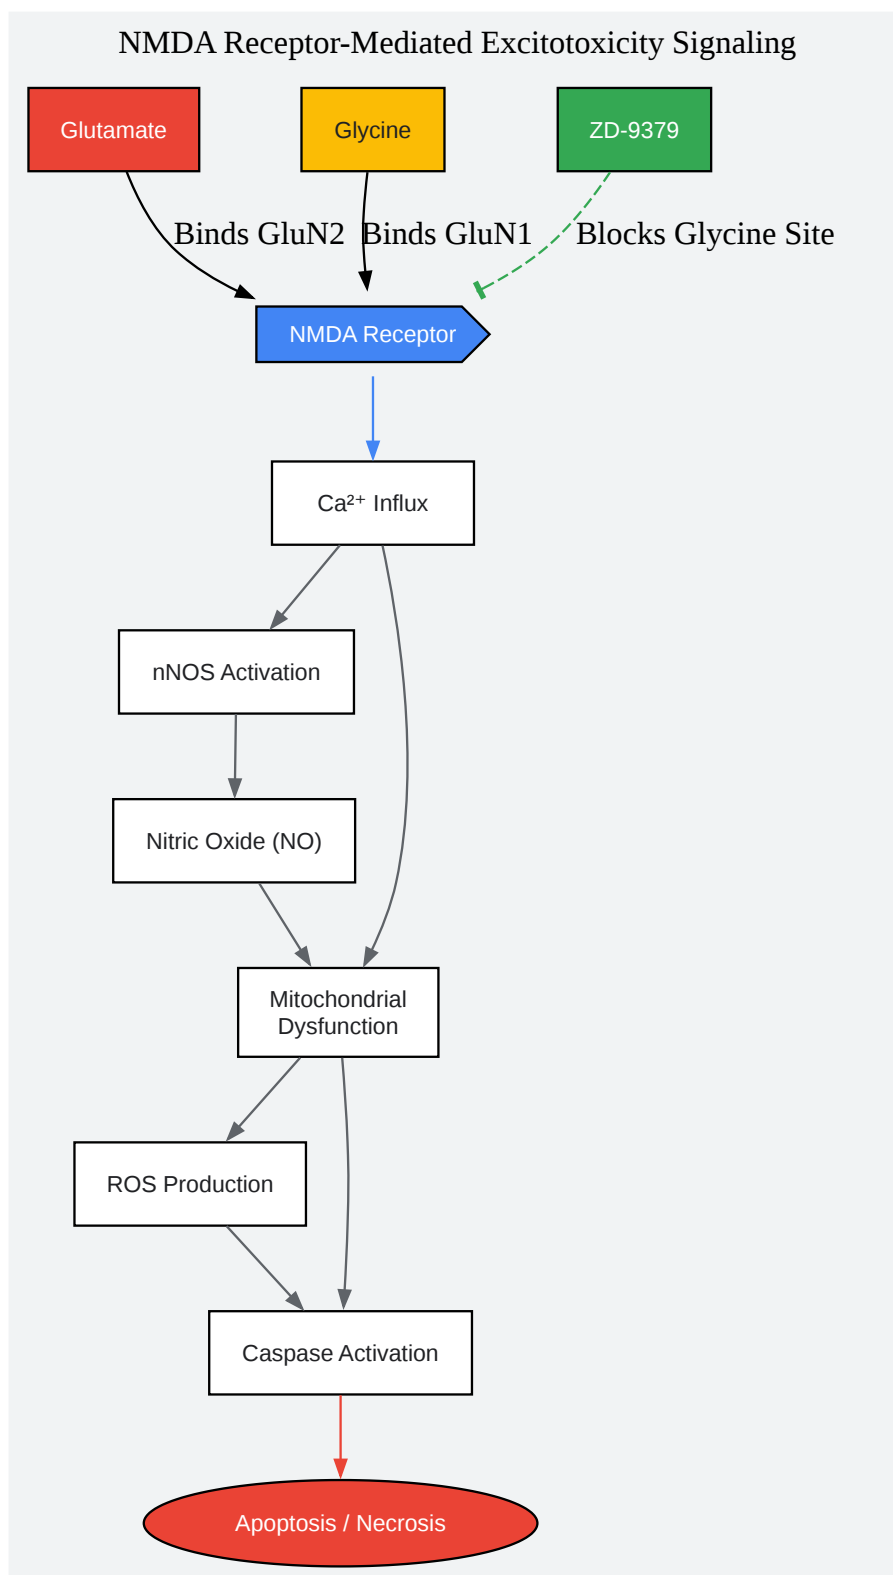 NMDA Receptor-Mediated Excitotoxicity Signaling
Glutamate
Glycine
ZD-9379
Binds GluN2
Binds GluN1
Blocks Glycine Site
NMDA Receptor
Ca²⁺ Influx
nNOS Activation
Nitric Oxide (NO)
Mitochondrial
Dysfunction
ROS Production
Caspase Activation
Apoptosis / Necrosis